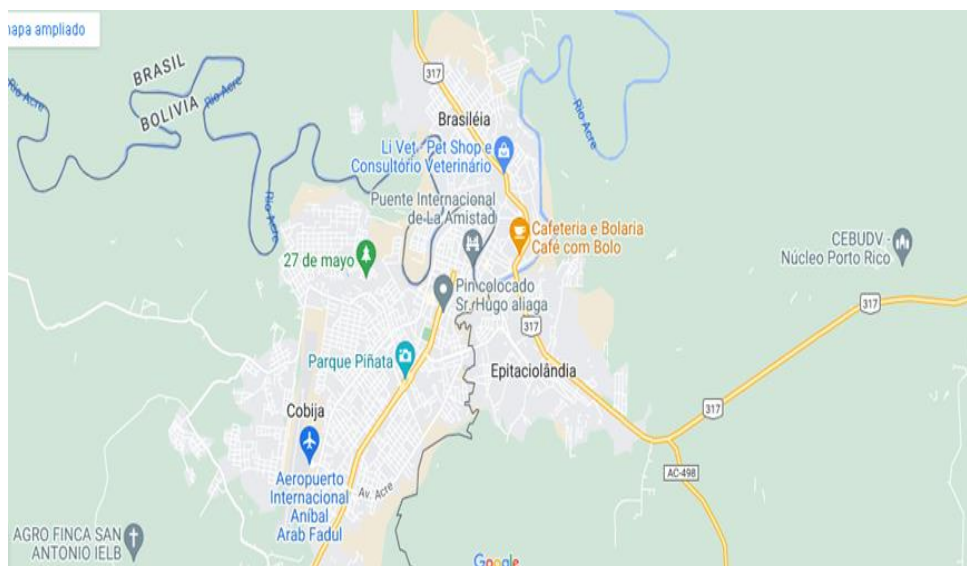 napa ampliado
BRASIL
BOLIVIA
Rio Acre
Rio Acre
Rio Acre
Rio Acre
317
Brasiléia
Li Vet - Pet Shop e
Consultório Veterinário
Puente Internacional
de La Amistad
Cafeteria e Bolaria
Café com Bolo
CEBUDV -
Núcleo Porto Rico
27 de mayo
Pin colocado
Sr. Hugo aliaga
317
317
Parque Piñata
Epitaciolândia
317
Cobija
AC-498
Aeropuerto
Internacional
Aníbal
Arab Fadul
Av. Acre
AGRO FINCA SAN
ANTONIO IELB
Google